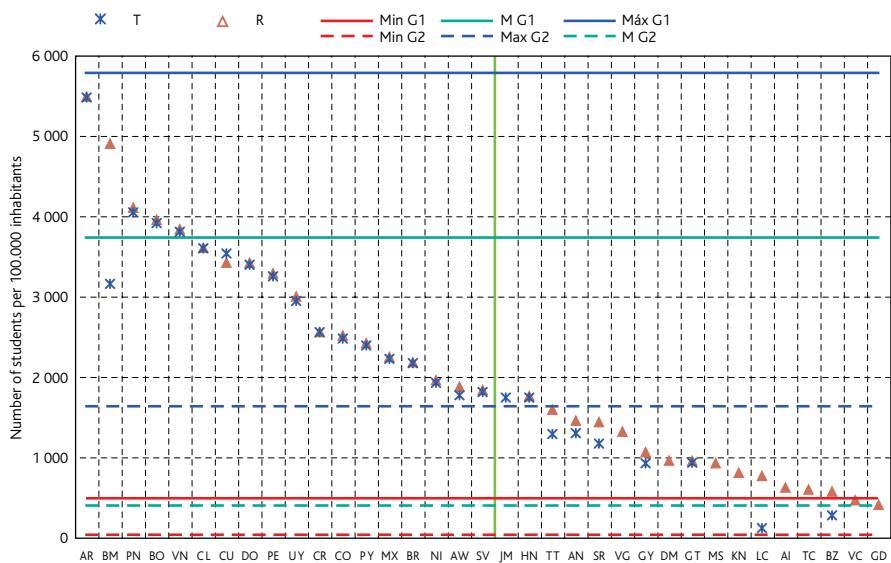 T R Min G1 M G1 Máx G1
Min G2 Max G2 M G2
Number of students per 100.000 inhabitants
6 000
5 000
4 000
3 000
2 000
1 000
0
AR BM PN BO VN CL CU DO PE UY CR CO PY MX BR NI AW SV JM HN TT AN SR VG GY DM GT MS KN LC AI TC BZ VC GD